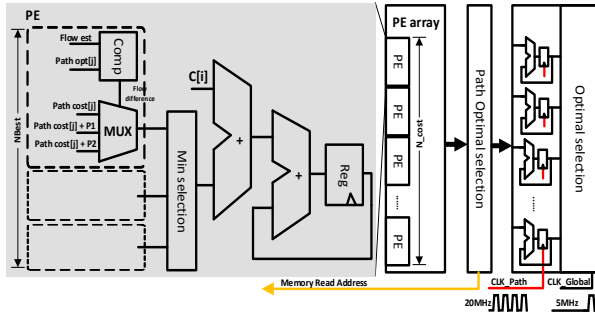 PE
Flow est
Path opt[j]
Comp
Flow
difference
Path cost[j]
Path cost[j] + P1
Path cost[j] + P2
MUX
NBest
Min selection
C[i]
+
+
Reg
PE array
PE
PE
PE
......
PE
N_cost
Path Optimal selection
......
Optimal selection
Memory Read Address
CLK_Path
CLK_Global
20MHz
5MHz